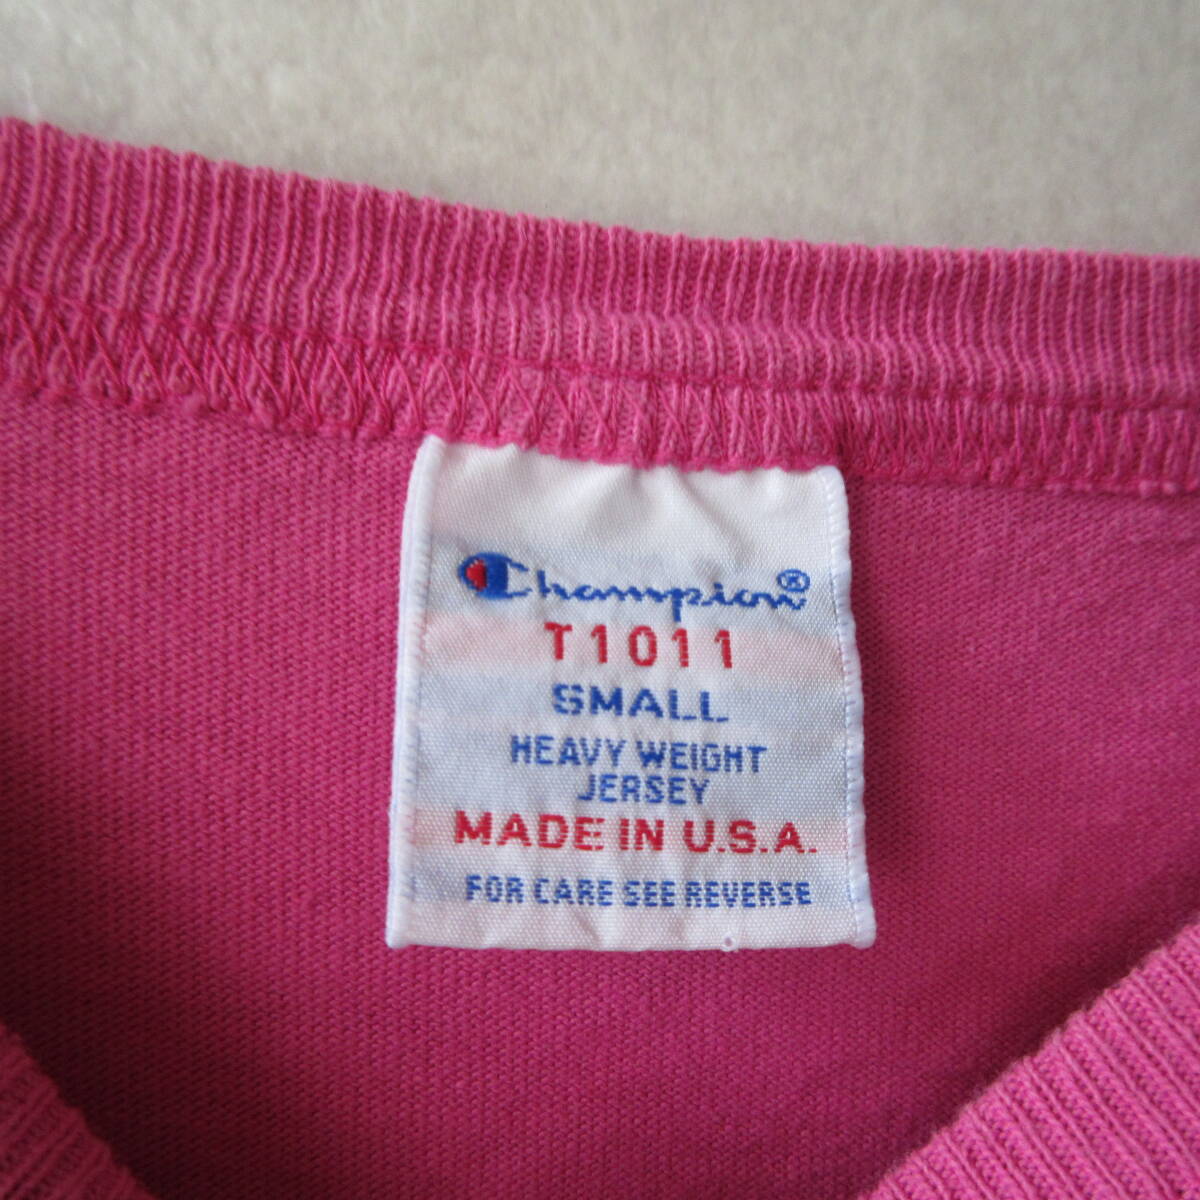 Champion®
T1011
SMALL
HEAVY WEIGHT
JERSEY
MADE IN U.S.A.
FOR CARE SEE REVERSE